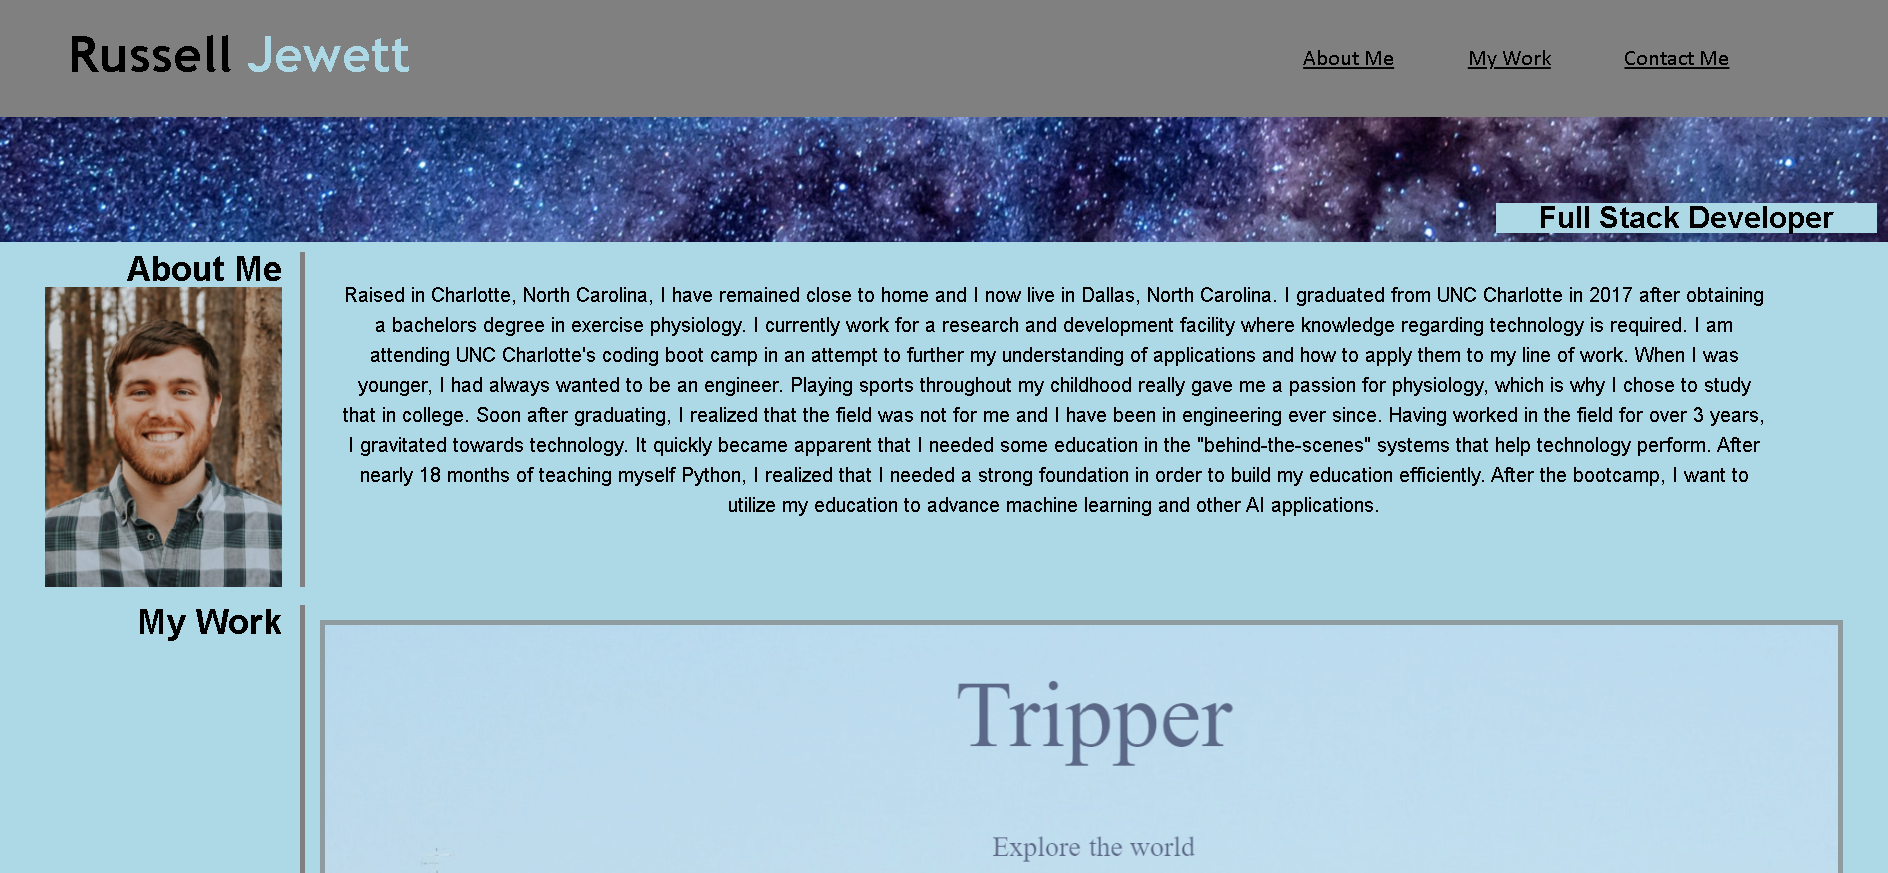 Russell Jewett
About Me My Work Contact Me
Full Stack Developer
About Me
Raised in Charlotte, North Carolina, I have remained close to home and I now live in Dallas, North Carolina. I graduated from UNC Charlotte in 2017 after obtaining
a bachelors degree in exercise physiology. I currently work for a research and development facility where knowledge regarding technology is required. I am
attending UNC Charlotte's coding boot camp in an attempt to further my understanding of applications and how to apply them to my line of work. When I was
younger, I had always wanted to be an engineer. Playing sports throughout my childhood really gave me a passion for physiology, which is why I chose to study
that in college. Soon after graduating, I realized that the field was not for me and I have been in engineering ever since. Having worked in the field for over 3 years,
I gravitated towards technology. It quickly became apparent that I needed some education in the "behind-the-scenes" systems that help technology perform. After
nearly 18 months of teaching myself Python, I realized that I needed a strong foundation in order to build my education efficiently. After the bootcamp, I want to
utilize my education to advance machine learning and other AI applications.
My Work
Tripper
Explore the world